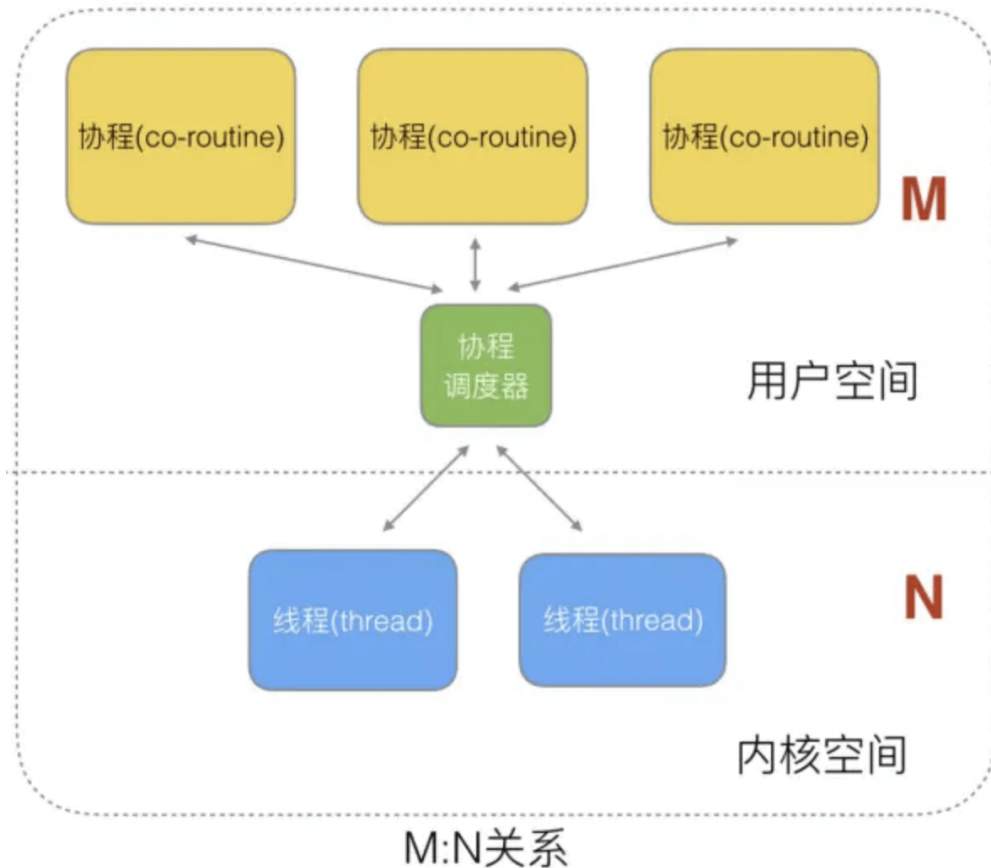 协程(co-routine)
协程(co-routine)
协程(co-routine)
M
协程
调度器
用户空间
线程(thread)
线程(thread)
N
内核空间
M:N关系